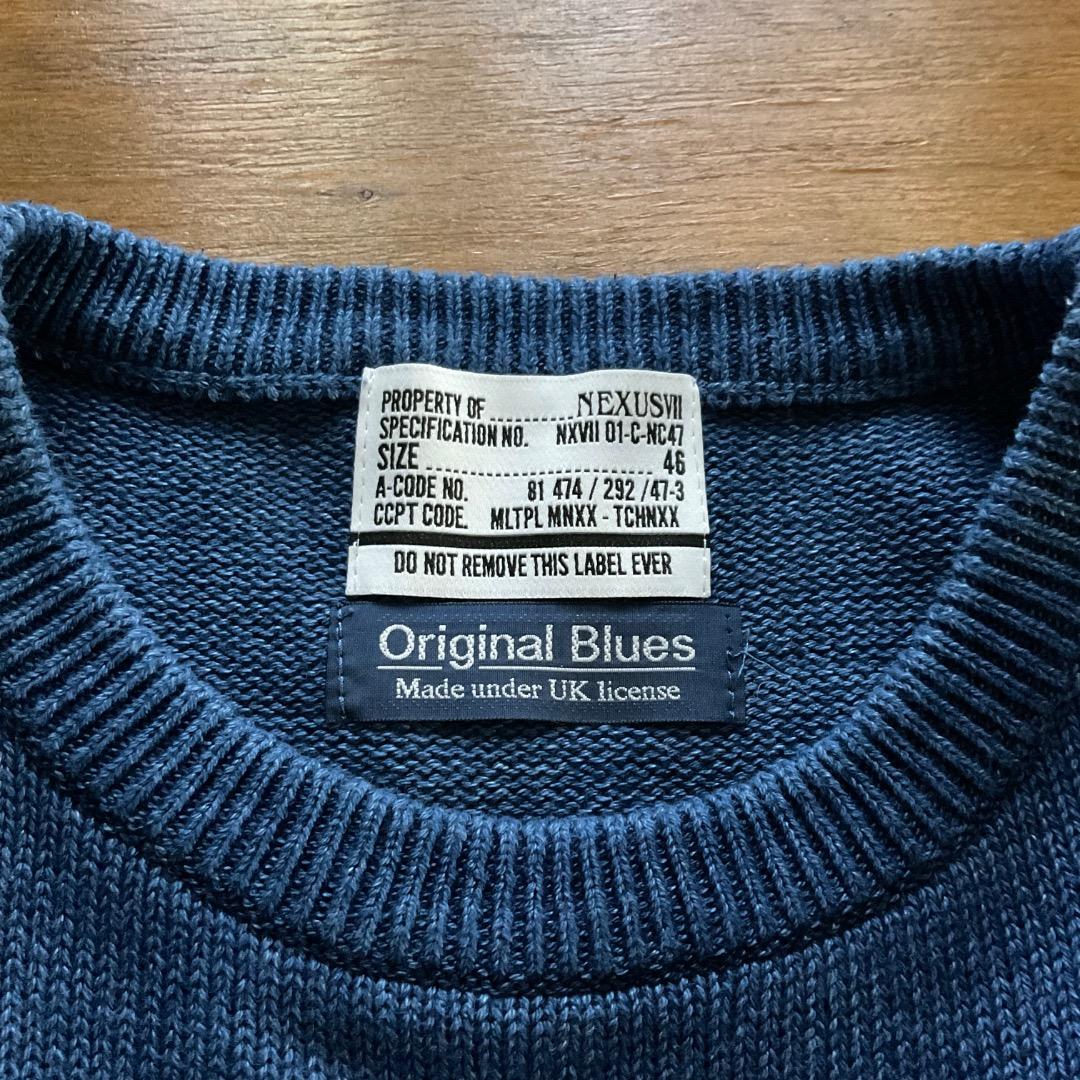 PROPERTY OF NEXUSVII
SPECIFICATION NO. NXVII 01-C-NC47
SIZE 46
A-CODE NO. 81 474 / 292 /47-3
CCPT CODE. MLTPL MNXX - TCHNXX
DO NOT REMOVE THIS LABEL EVER
Original Blues
Made under UK license